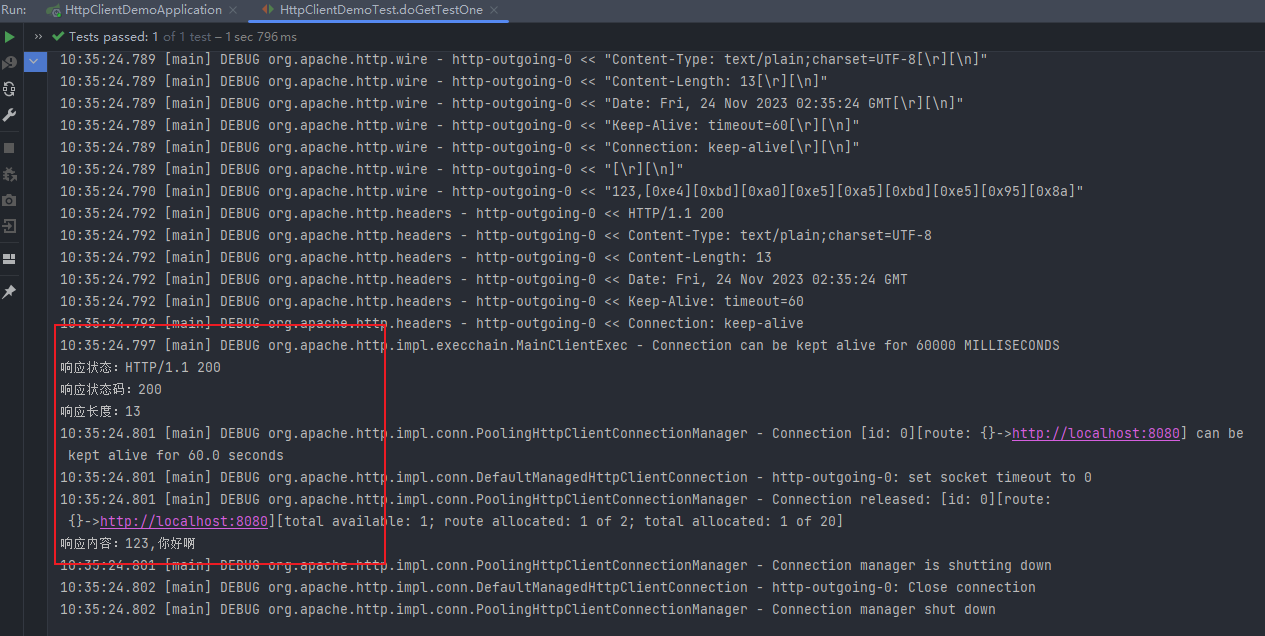 Run: HttpClientDemoApplication × HttpClientDemoTest.doGetTestOne ×
» Tests passed: 1 of 1 test – 1 sec 796 ms
10:35:24.789 [main] DEBUG org.apache.http.wire - http-outgoing-0 << "Content-Type: text/plain;charset=UTF-8[\r][\n]"
10:35:24.789 [main] DEBUG org.apache.http.wire - http-outgoing-0 << "Content-Length: 13[\r][\n]"
10:35:24.789 [main] DEBUG org.apache.http.wire - http-outgoing-0 << "Date: Fri, 24 Nov 2023 02:35:24 GMT[\r][\n]"
10:35:24.789 [main] DEBUG org.apache.http.wire - http-outgoing-0 << "Keep-Alive: timeout=60[\r][\n]"
10:35:24.789 [main] DEBUG org.apache.http.wire - http-outgoing-0 << "Connection: keep-alive[\r][\n]"
10:35:24.789 [main] DEBUG org.apache.http.wire - http-outgoing-0 << "[\r][\n]"
10:35:24.790 [main] DEBUG org.apache.http.wire - http-outgoing-0 << "123,[0xe4][0xbd][0xa0][0xe5][0xa5][0xbd][0xe5][0x95][0x8a]"
10:35:24.792 [main] DEBUG org.apache.http.headers - http-outgoing-0 << HTTP/1.1 200
10:35:24.792 [main] DEBUG org.apache.http.headers - http-outgoing-0 << Content-Type: text/plain;charset=UTF-8
10:35:24.792 [main] DEBUG org.apache.http.headers - http-outgoing-0 << Content-Length: 13
10:35:24.792 [main] DEBUG org.apache.http.headers - http-outgoing-0 << Date: Fri, 24 Nov 2023 02:35:24 GMT
10:35:24.792 [main] DEBUG org.apache.http.headers - http-outgoing-0 << Keep-Alive: timeout=60
10:35:24.792 [main] DEBUG org.apache.http.headers - http-outgoing-0 << Connection: keep-alive
10:35:24.797 [main] DEBUG org.apache.http.impl.execchain.MainClientExec - Connection can be kept alive for 60000 MILLISECONDS
响应状态：HTTP/1.1 200
响应状态码：200
响应长度：13
10:35:24.801 [main] DEBUG org.apache.http.impl.conn.PoolingHttpClientConnectionManager - Connection [id: 0][route: {}->http://localhost:8080] can be
kept alive for 60.0 seconds
10:35:24.801 [main] DEBUG org.apache.http.impl.conn.DefaultManagedHttpClientConnection - http-outgoing-0: set socket timeout to 0
10:35:24.801 [main] DEBUG org.apache.http.impl.conn.PoolingHttpClientConnectionManager - Connection released: [id: 0][route:
{}->http://localhost:8080][total available: 1; route allocated: 1 of 2; total allocated: 1 of 20]
响应内容：123,你好啊
10:35:24.801 [main] DEBUG org.apache.http.impl.conn.PoolingHttpClientConnectionManager - Connection manager is shutting down
10:35:24.802 [main] DEBUG org.apache.http.impl.conn.DefaultManagedHttpClientConnection - http-outgoing-0: Close connection
10:35:24.802 [main] DEBUG org.apache.http.impl.conn.PoolingHttpClientConnectionManager - Connection manager shut down